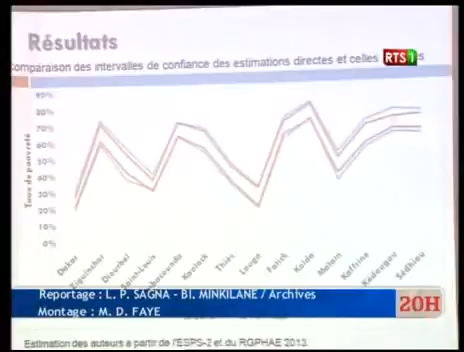 Résultats
comparaison des intervalles de confiance des estimations directes et celles
RTS1
90%
80%
70%
60%
50%
40%
30%
20%
10%
0%
Taux de pauvreté
Dakar
Ziguinchor
Diourbel
Saint-Louis
Tambacounda
Kaolack
Thiès
Louga
Fatick
Kolda
Matam
Kaffrine
Kédougou
Sédhiou
Reportage : L. P. SAGNA - BI. MINKILANE / Archives
Montage : M. D. FAYE
20H
Estimation des auteurs à partir de l'ESPS-2 et du RGPHAE 2013.